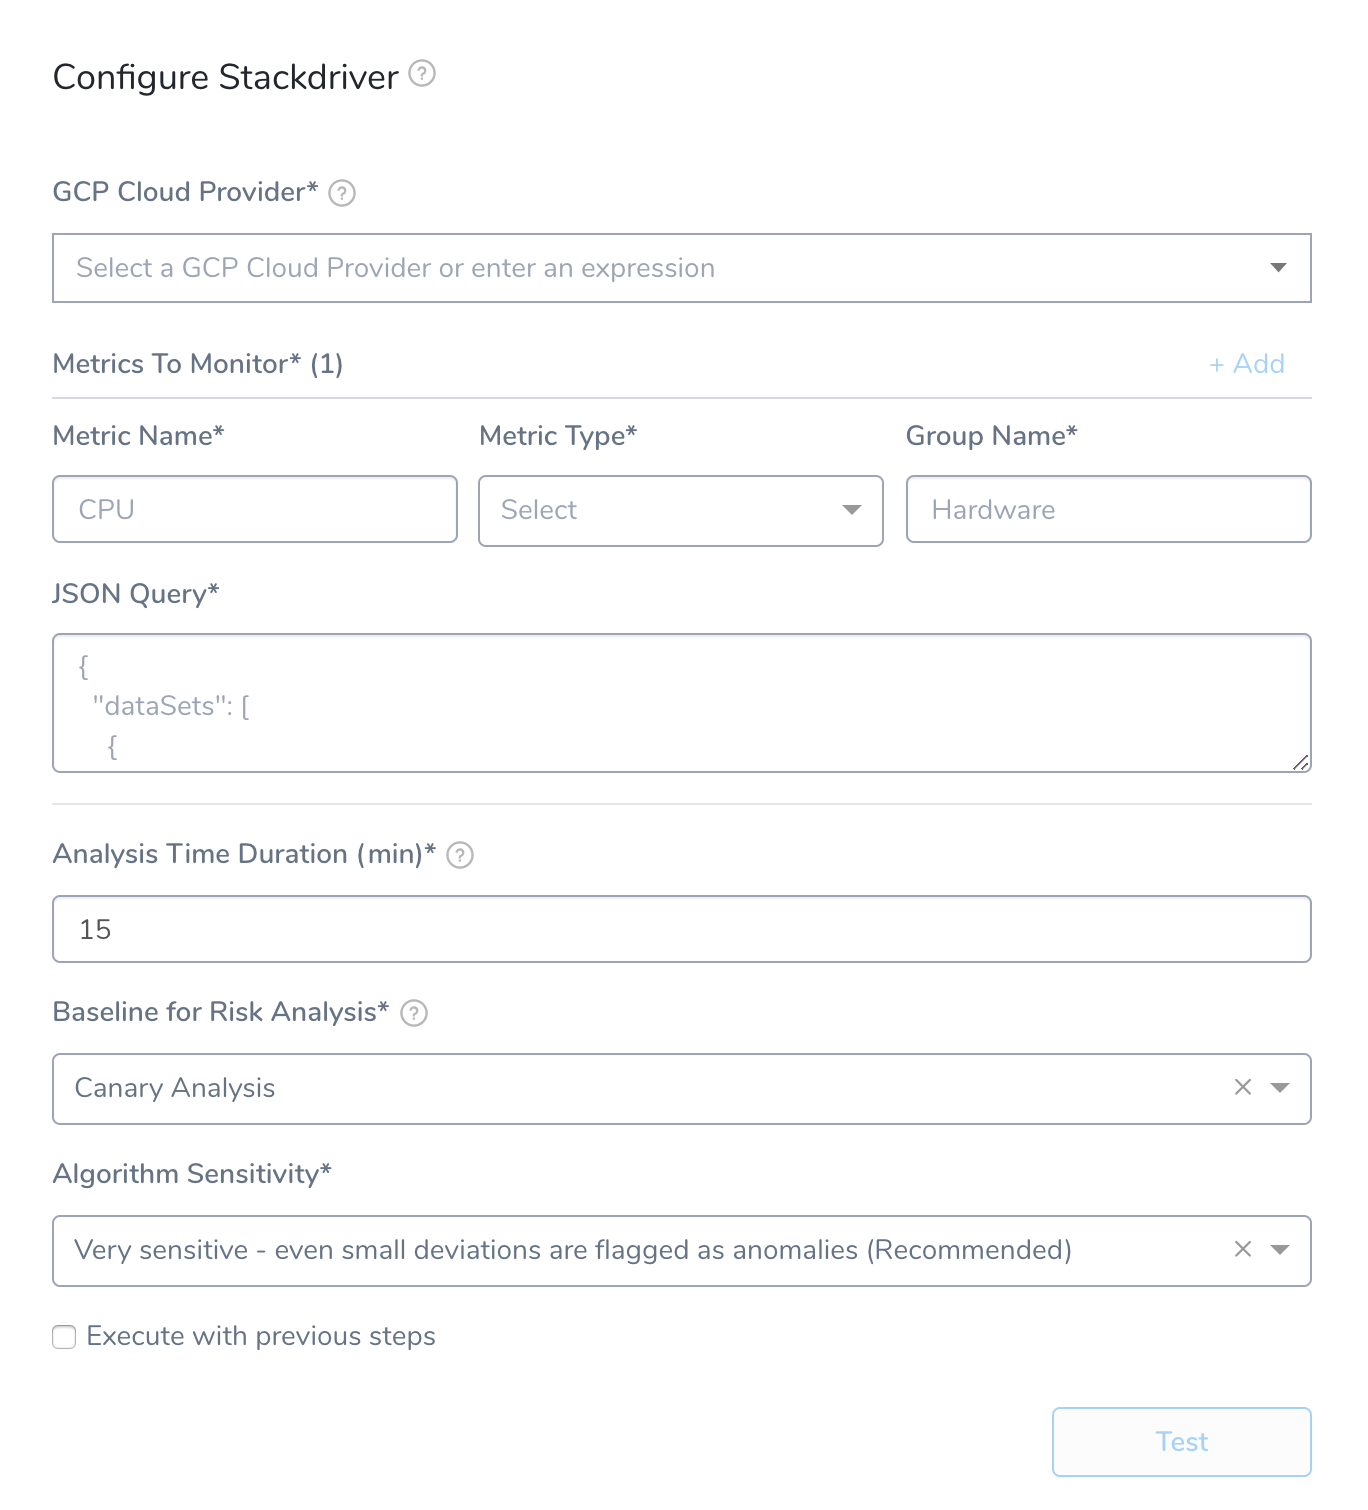 Configure Stackdriver ?
GCP Cloud Provider* ?
Select a GCP Cloud Provider or enter an expression
Metrics To Monitor* (1) + Add
Metric Name* Metric Type* Group Name*
CPU Select Hardware
JSON Query*
{
"dataSets": [
{
Analysis Time Duration (min)* ?
15
Baseline for Risk Analysis* ?
Canary Analysis
Algorithm Sensitivity*
Very sensitive - even small deviations are flagged as anomalies (Recommended)
Execute with previous steps
Test